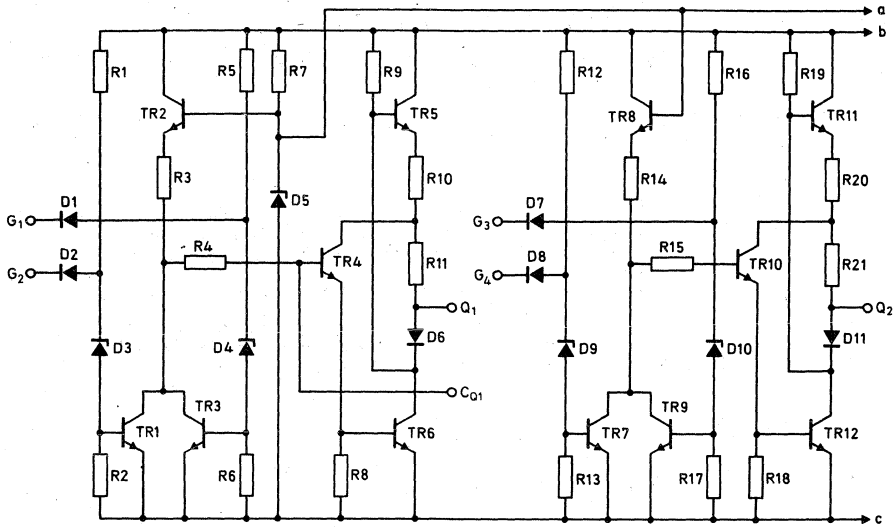 a
b
R1 R5 R7 R9 R12 R16 R19
TR2 TR5 TR8 TR11
R3 R10 R14 R20
D1 D5 D7
G1 G3
R4 R15
D2 TR4 R11 D8 TR10 R21
G2 G4
Q1 Q2
D3 D4 D6 D9 D10 D11
CQ1
TR3 TR9
TR1 TR6 TR7 TR12
R2 R6 R8 R13 R17 R18
c